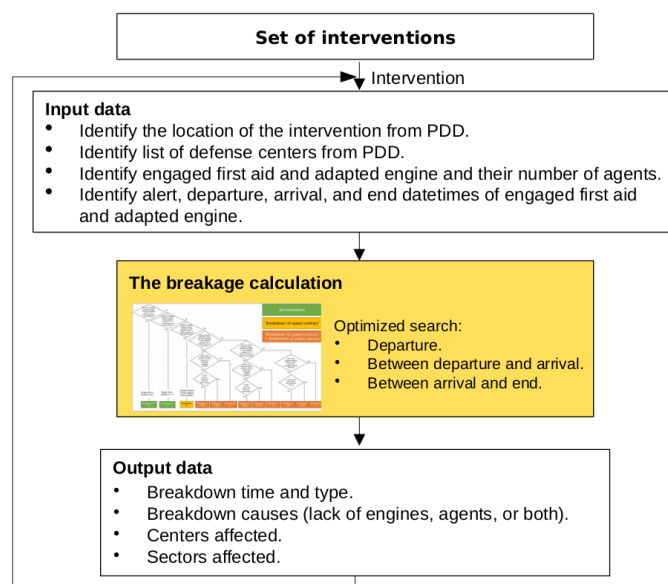 Set of interventions
Intervention
Input data
• Identify the location of the intervention from PDD.
• Identify list of defense centers from PDD.
• Identify engaged first aid and adapted engine and their number of agents.
• Identify alert, departure, arrival, and end datetimes of engaged first aid
and adapted engine.
The breakage calculation
Breakdown of speed contract
Optimized search:
• Departure.
• Between departure and arrival.
• Between arrival and end.
Output data
• Breakdown time and type.
• Breakdown causes (lack of engines, agents, or both).
• Centers affected.
• Sectors affected.